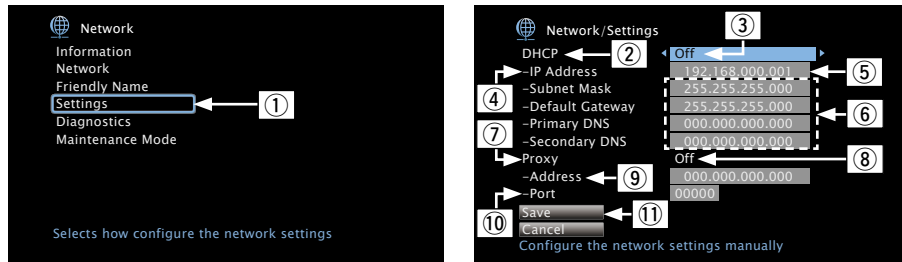 Network
Information
Network
Friendly Name
Settings
①
Diagnostics
Maintenance Mode
Selects how configure the network settings
Network/Settings
③
DHCP
②
Off
–IP Address
192.168.000.001
⑤
④
–Subnet Mask
255.255.255.000
–Default Gateway
255.255.255.000
⑥
–Primary DNS
000.000.000.000
⑦
–Secondary DNS
000.000.000.000
Proxy
Off
⑧
–Address
⑨
000.000.000.000
–Port
00000
⑩
Save
⑪
Cancel
Configure the network settings manually